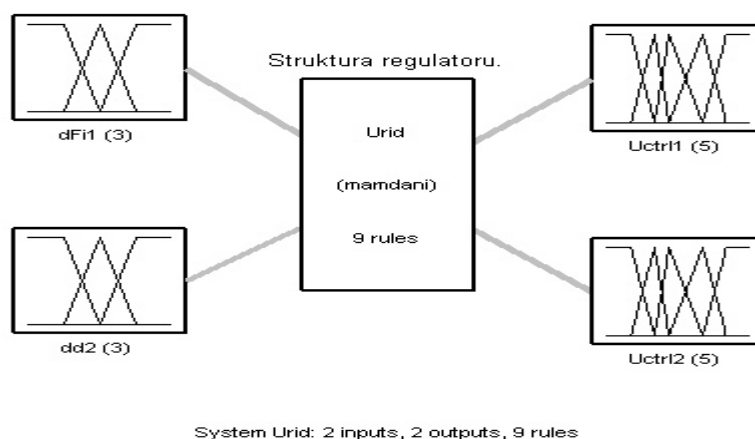 Struktura regulatoru.
dFi1 (3)
Urid
(mamdani)
9 rules
Uctrl1 (5)
dd2 (3)
Uctrl2 (5)
System Urid: 2 inputs, 2 outputs, 9 rules